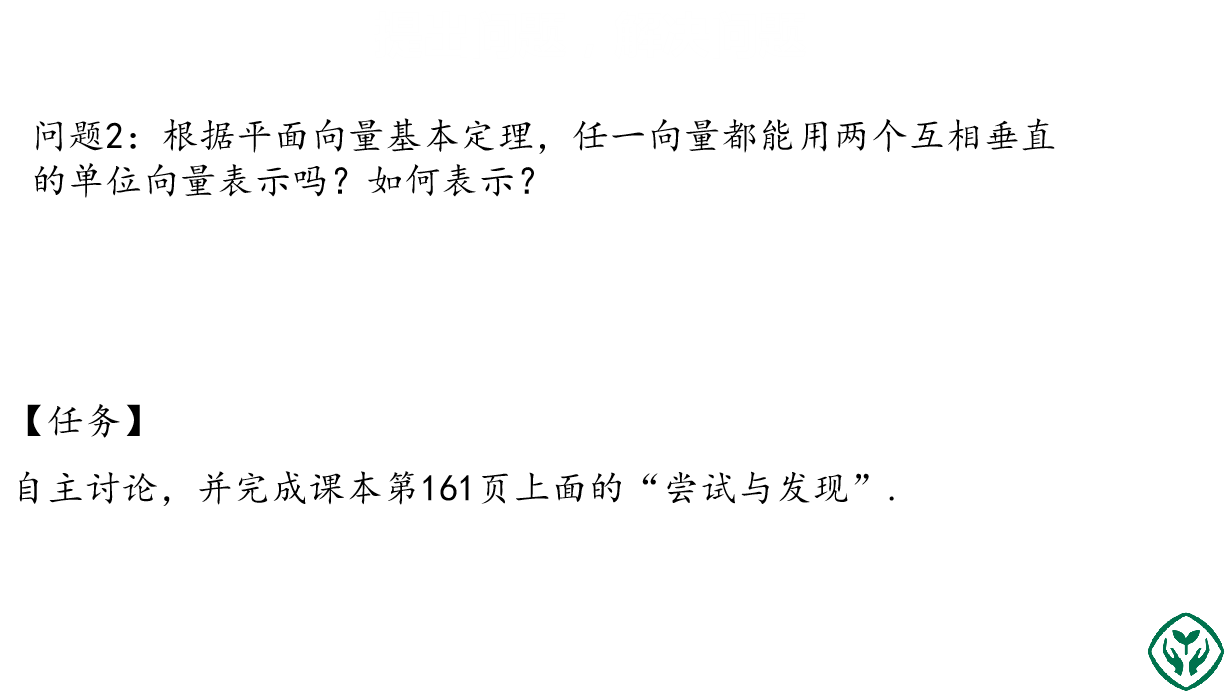 问题2：根据平面向量基本定理，任一向量都能用两个互相垂直
的单位向量表示吗？如何表示？
【任务】
自主讨论，并完成课本第161页上面的“尝试与发现”.